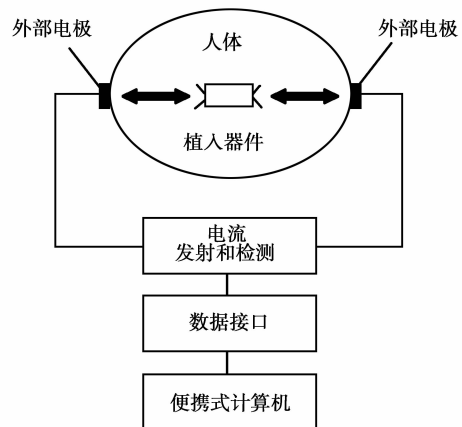 外部电极
外部电极
人体
植入器件
电流
发射和检测
数据接口
便携式计算机